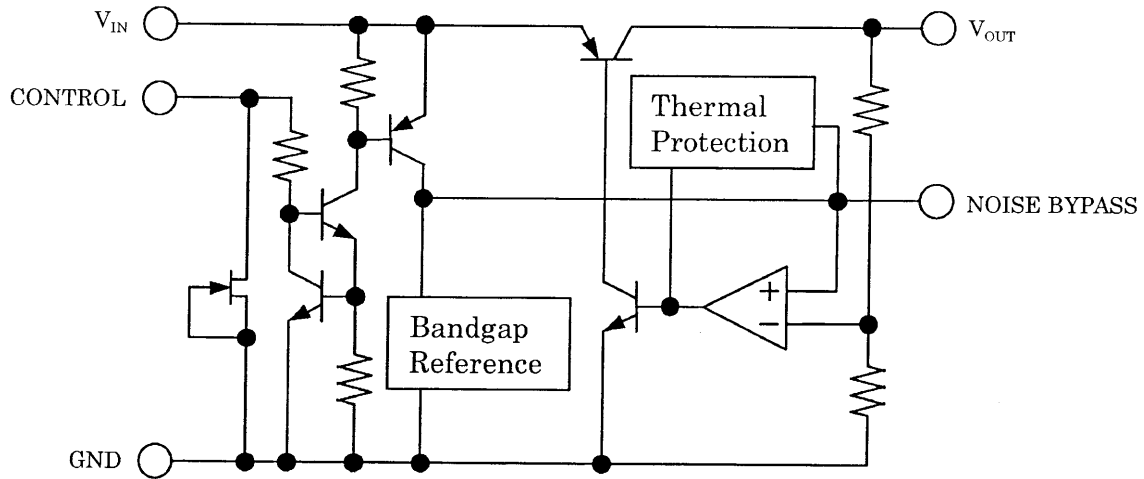 V_IN
V_OUT
CONTROL
Thermal
Protection
NOISE BYPASS
+
−
Bandgap
Reference
GND